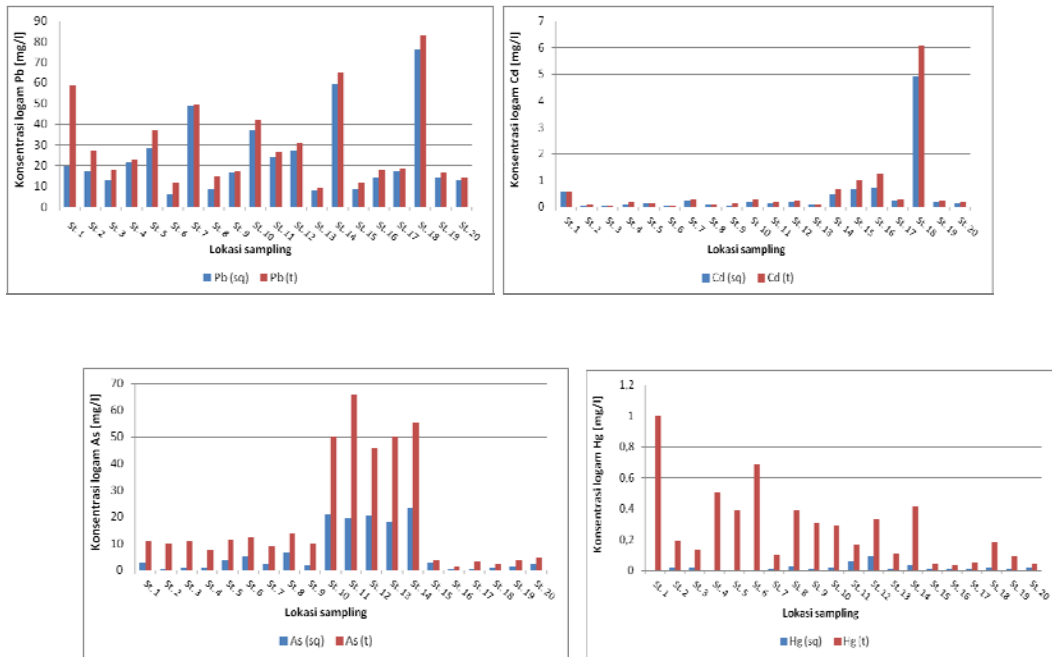 Konsentrasi logam Pb [mg/l]
90
80
70
60
50
40
30
20
10
0
St. 1
St. 2
St. 3
St. 4
St. 5
St. 6
St. 7
St. 8
St. 9
St. 10
St. 11
St. 12
St. 13
St. 14
St. 15
St. 16
St. 17
St. 18
St. 19
St. 20
Lokasi sampling
Pb (sq) Pb (t)
Konsentrasi logam Cd [mg/l]
7
6
5
4
3
2
1
0
St. 1
St. 2
St. 3
St. 4
St. 5
St. 6
St. 7
St. 8
St. 9
St. 10
St. 11
St. 12
St. 13
St. 14
St. 15
St. 16
St. 17
St. 18
St. 19
St. 20
Lokasi sampling
Cd (sq) Cd (t)
Konsentrasi logam As [mg/l]
70
60
50
40
30
20
10
0
St. 1
St. 2
St. 3
St. 4
St. 5
St. 6
St. 7
St. 8
St. 9
St. 10
St. 11
St. 12
St. 13
St. 14
St. 15
St. 16
St. 17
St. 18
St. 19
St. 20
Lokasi sampling
As (sq) As (t)
Konsentrasi logam Hg [mg/l]
1,2
1
0,8
0,6
0,4
0,2
0
St. 1
St. 2
St. 3
St. 4
St. 5
St. 6
St. 7
St. 8
St. 9
St. 10
St. 11
St. 12
St. 13
St. 14
St. 15
St. 16
St. 17
St. 18
St. 19
St. 20
Lokasi sampling
Hg (sq) Hg (t)